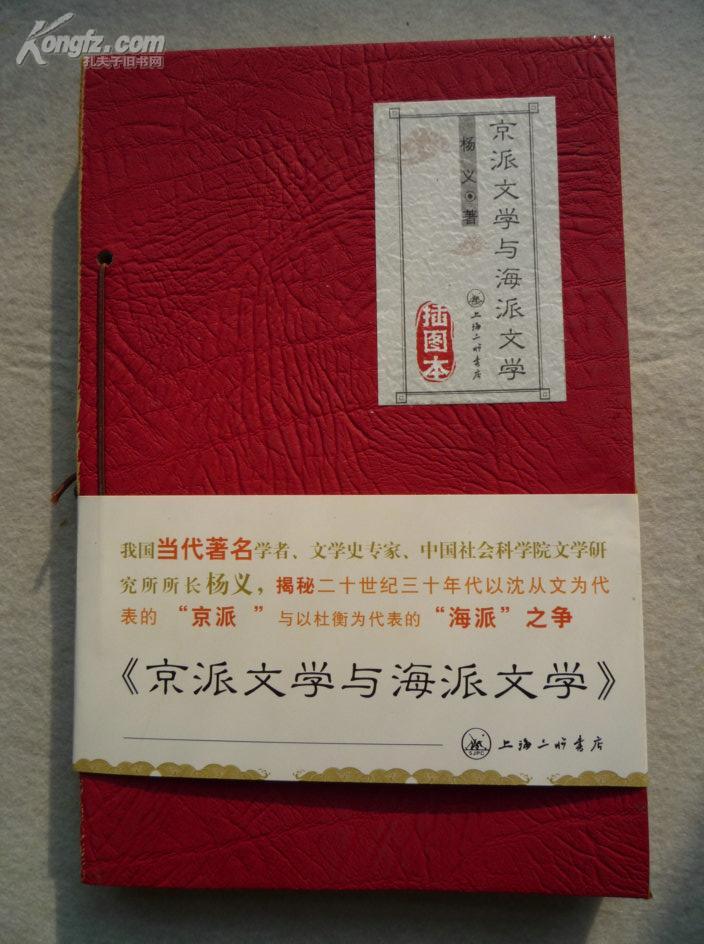 Kongfz.com
孔夫子旧书网
京派文学与海派文学
杨义◉著
上海三联书店
插图本
我国当代著名学者、文学史专家、中国社会科学院文学研
究所所长杨义，揭秘二十世纪三十年代以沈从文为代
表的“京派 ”与以杜衡为代表的“海派”之争
《京派文学与海派文学》
SJPC
上海三联书店